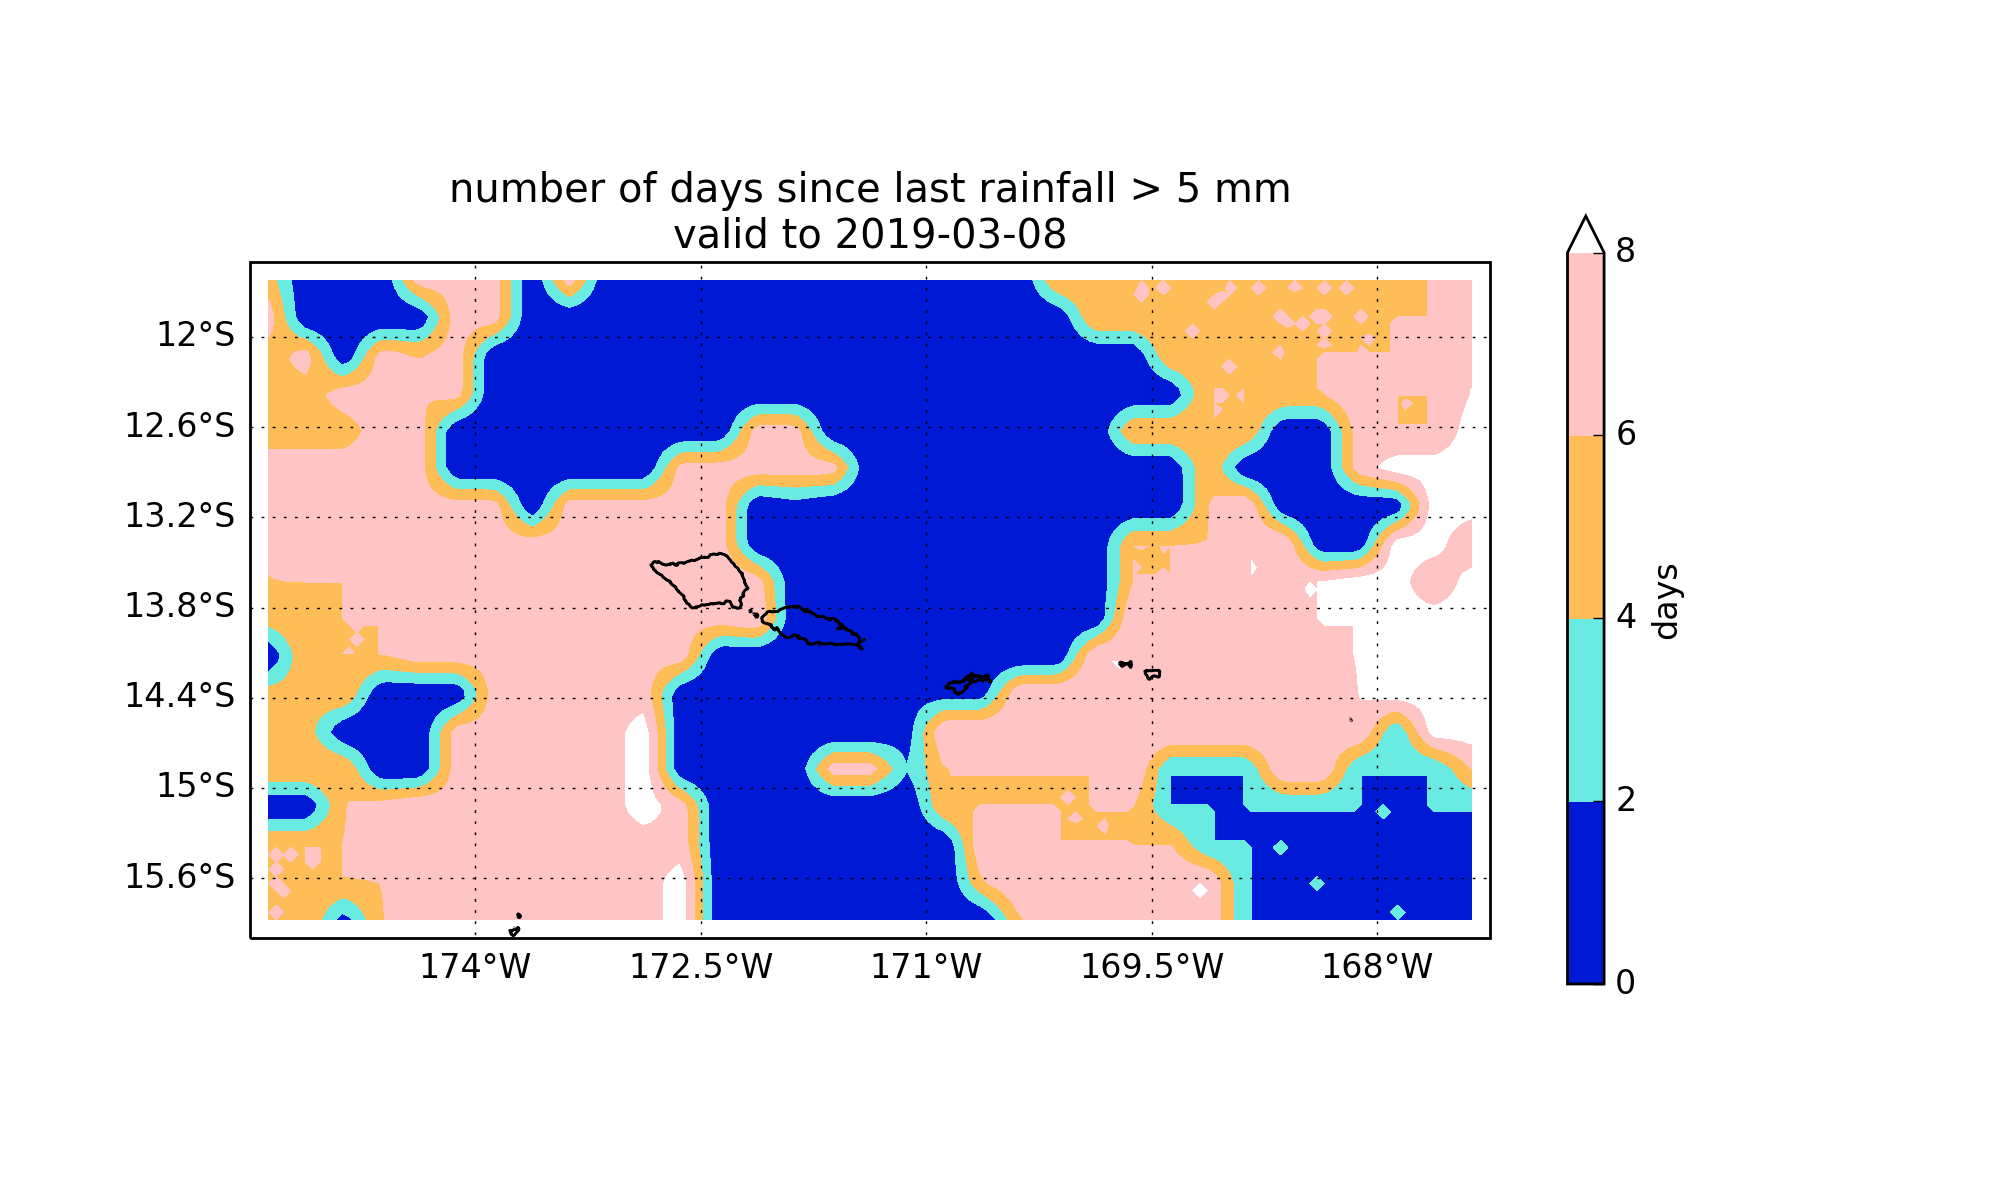 number of days since last rainfall > 5 mm
valid to 2019-03-08
12°S
12.6°S
13.2°S
13.8°S
14.4°S
15°S
15.6°S
174°W
172.5°W
171°W
169.5°W
168°W
8
6
4
2
0
days